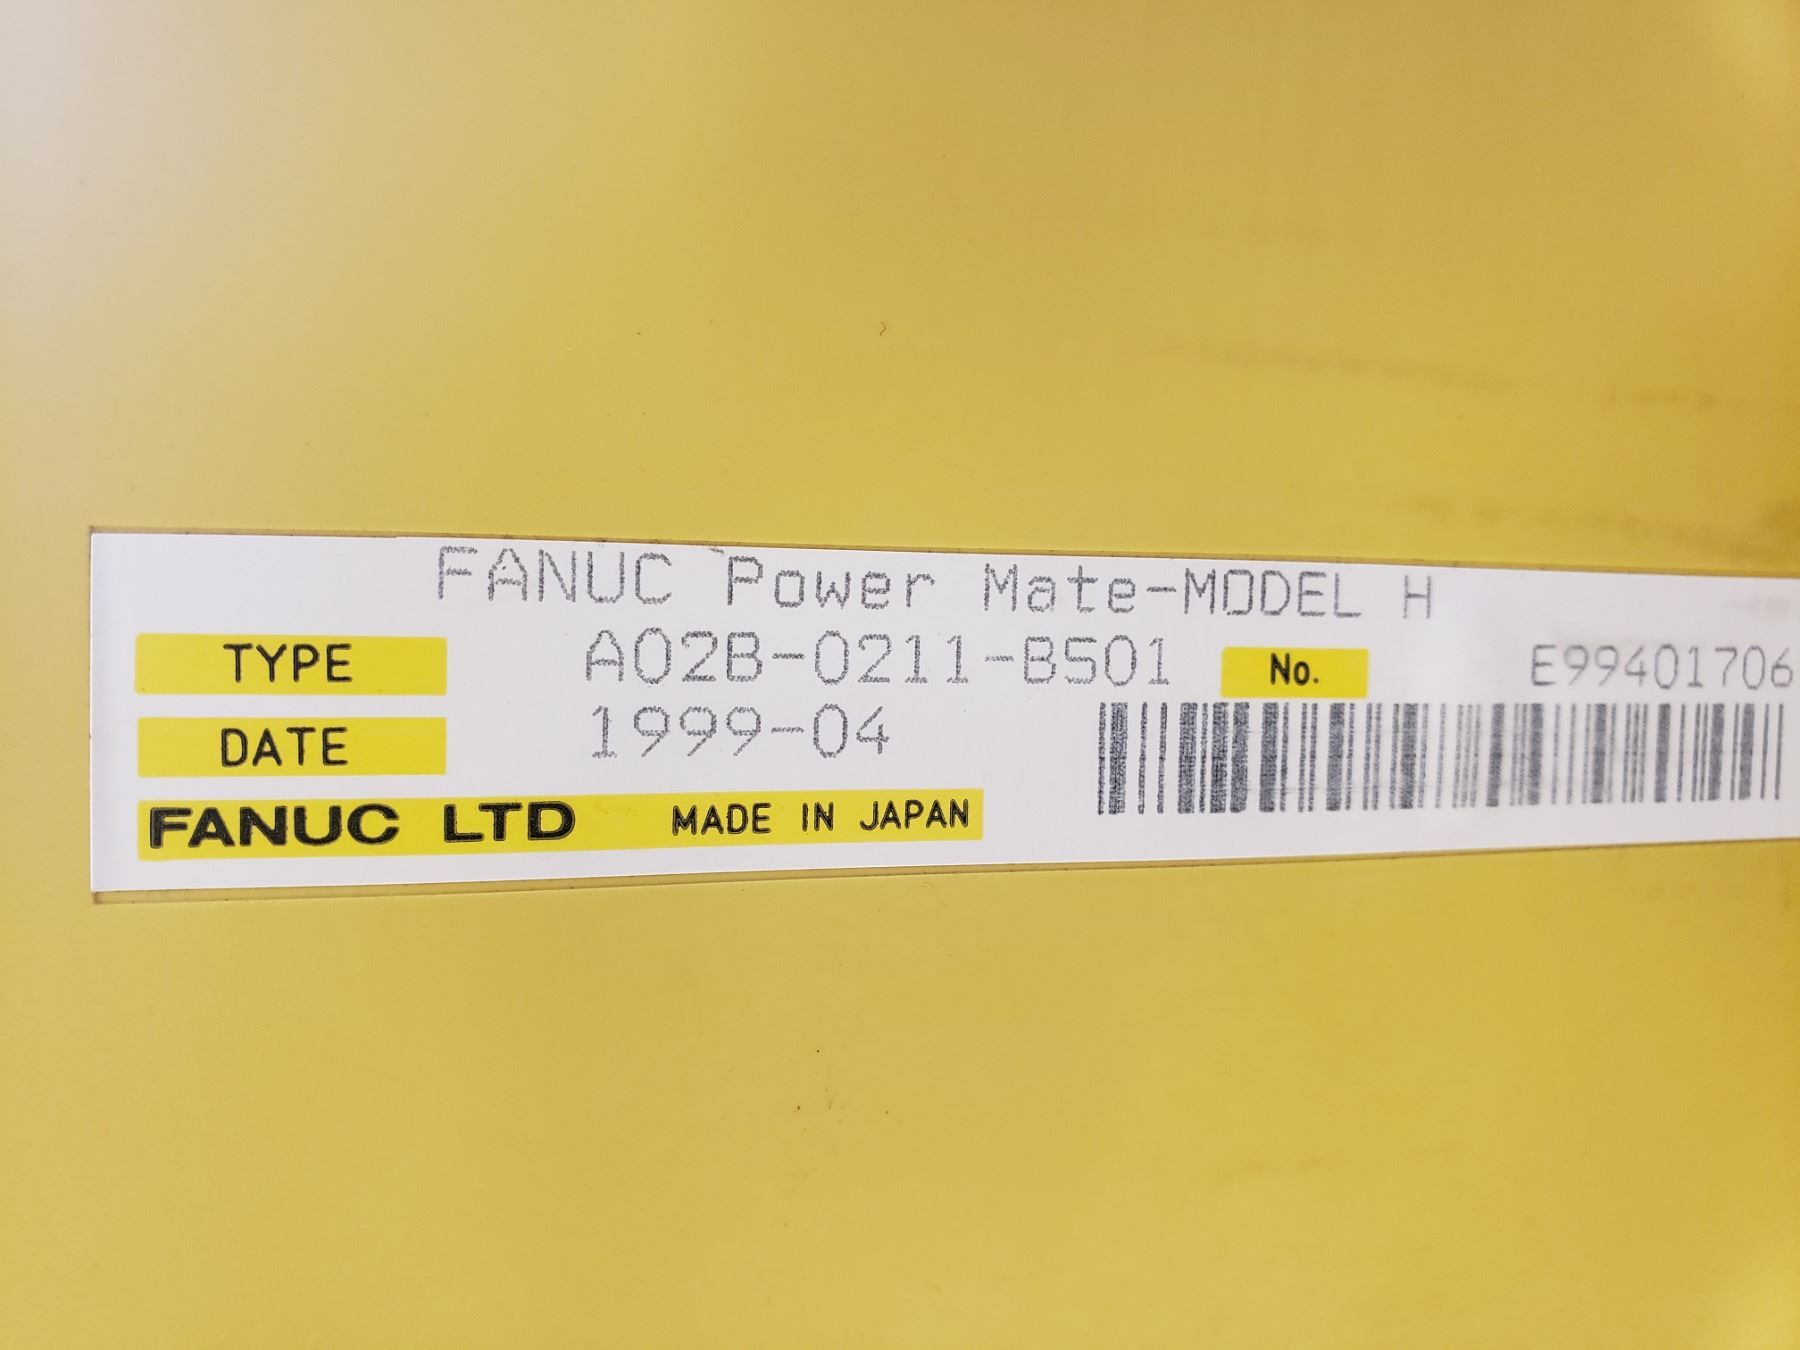 FANUC Power Mate-MODEL H
TYPE A02B-0211-B501 No. E99401706
DATE 1999-04
FANUC LTD MADE IN JAPAN